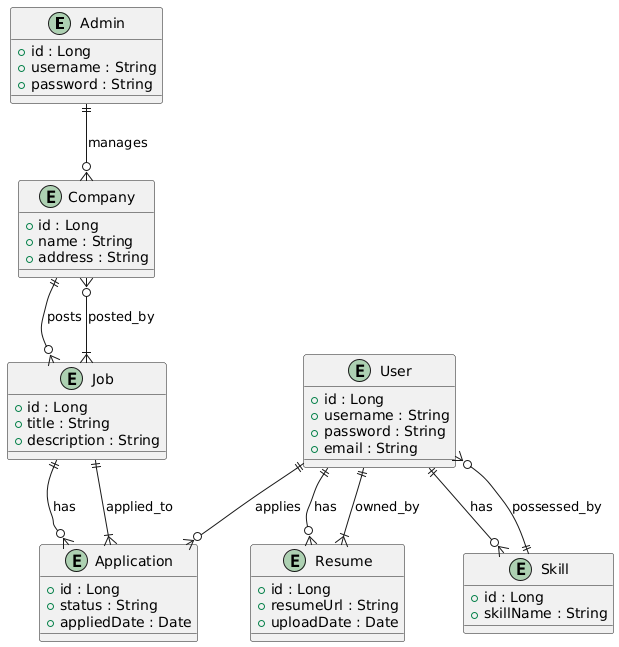 E Admin
id : Long
username : String
password : String
manages
E Company
id : Long
name : String
address : String
posts
posted_by
E Job
id : Long
title : String
description : String
E User
id : Long
username : String
password : String
email : String
has
applied_to
applies
has
owned_by
has
possessed_by
E Application
id : Long
status : String
appliedDate : Date
E Resume
id : Long
resumeUrl : String
uploadDate : Date
E Skill
id : Long
skillName : String